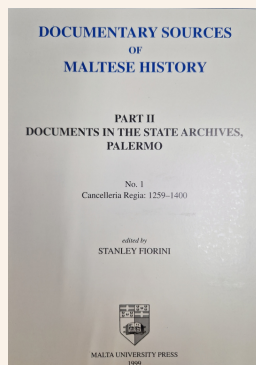 DOCUMENTARY SOURCES
OF
MALTESE HISTORY
PART II
DOCUMENTS IN THE STATE ARCHIVES,
PALERMO
No. 1
Cancelleria Regia: 1259–1400
edited by
STANLEY FIORINI
MALTA UNIVERSITY PRESS
1999